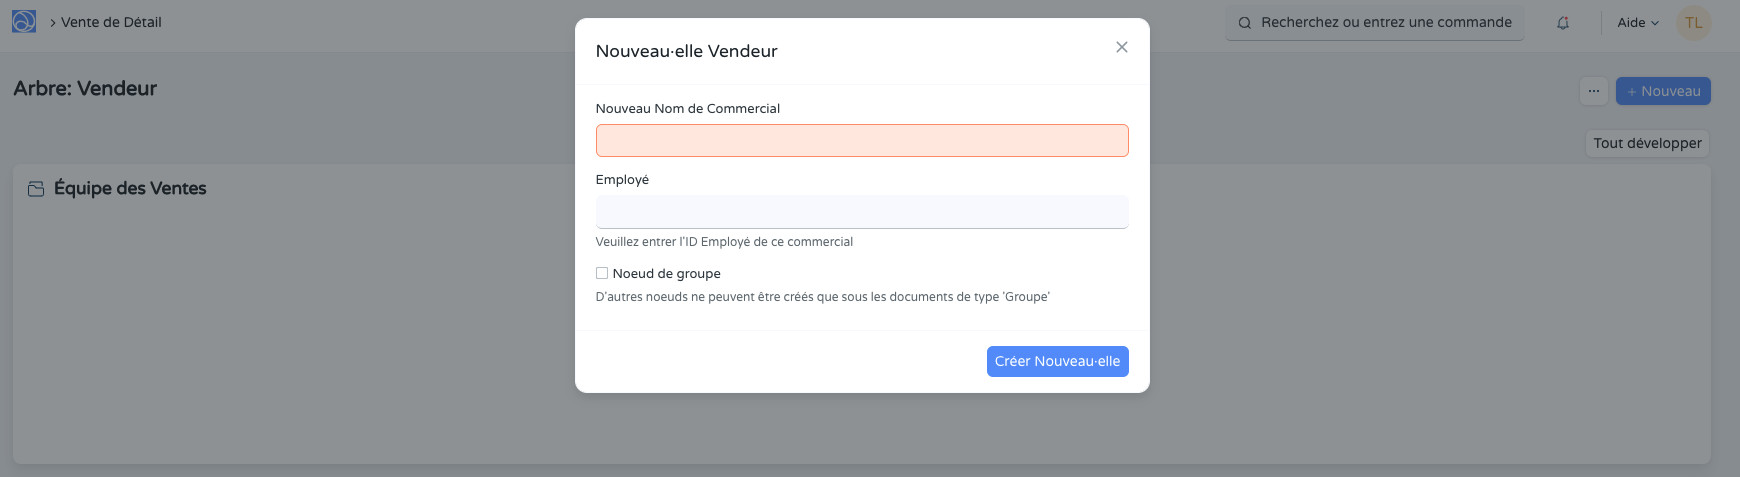 Vente de Détail
Recherchez ou entrez une commande
Aide
TL
Arbre: Vendeur
···
+ Nouveau
Tout développer
Équipe des Ventes
Nouveau·elle Vendeur
Nouveau Nom de Commercial
Employé
Veuillez entrer l'ID Employé de ce commercial
Noeud de groupe
D'autres noeuds ne peuvent être créés que sous les documents de type 'Groupe'
Créer Nouveau·elle